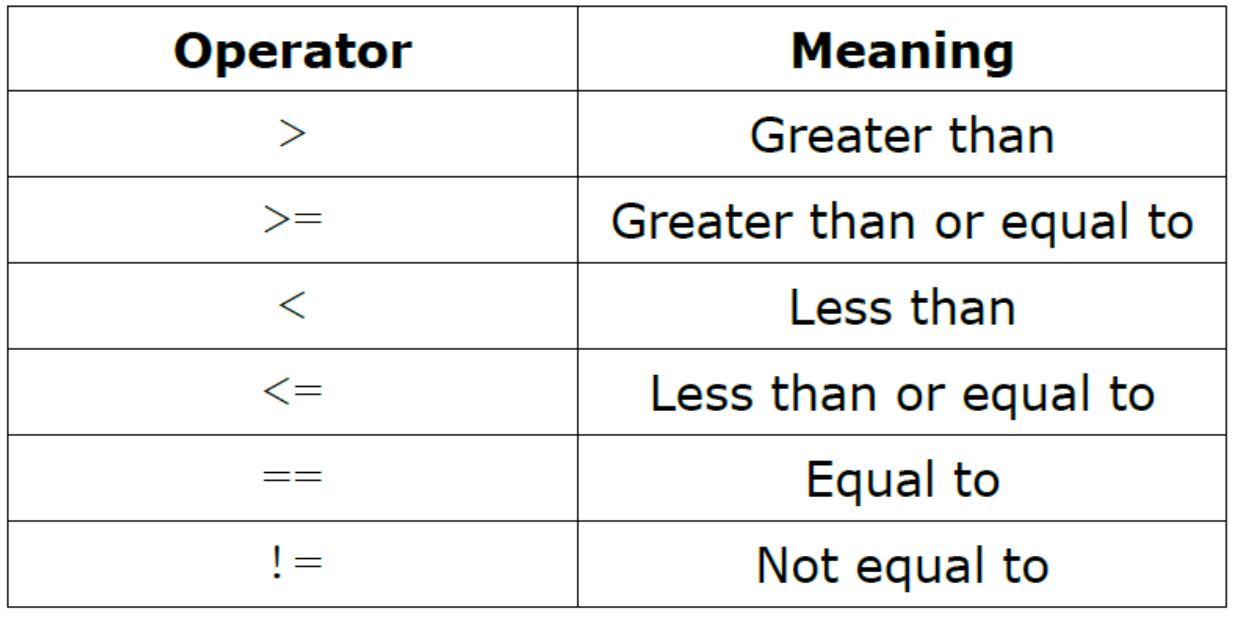 Operator Meaning
> Greater than
>= Greater than or equal to
< Less than
<= Less than or equal to
== Equal to
!= Not equal to